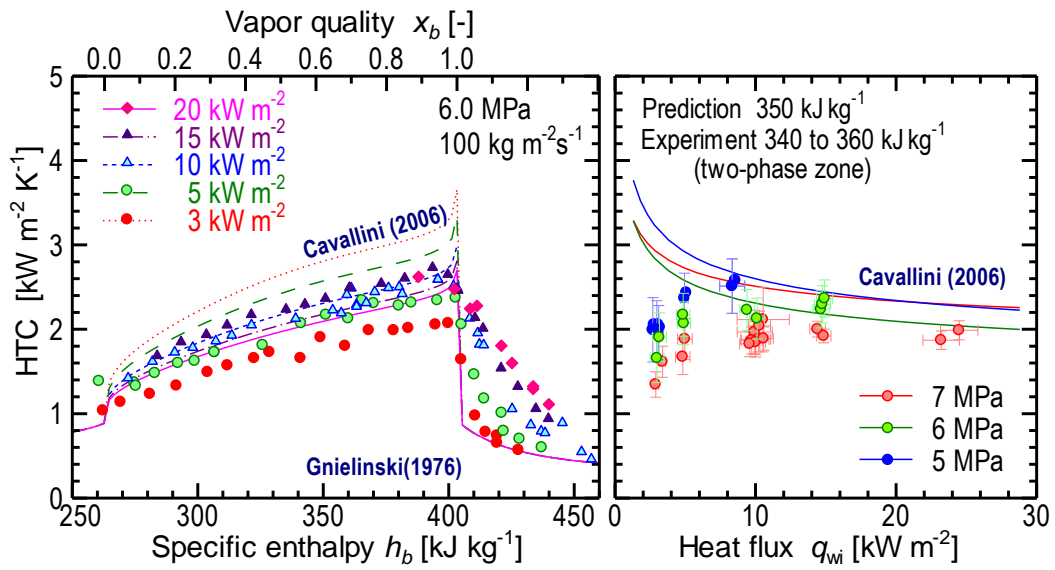 Vapor quality x_b [-]
0.0 0.2 0.4 0.6 0.8 1.0
5
4
3
2
1
0
HTC [kW m⁻² K⁻¹]
20 kW m⁻²
15 kW m⁻²
10 kW m⁻²
5 kW m⁻²
3 kW m⁻²
6.0 MPa
100 kg m⁻²s⁻¹
Cavallini (2006)
Gnielinski(1976)
250 300 350 400 450
Specific enthalpy h_b [kJ kg⁻¹]
Prediction 350 kJ kg⁻¹
Experiment 340 to 360 kJ kg⁻¹
(two-phase zone)
Cavallini (2006)
7 MPa
6 MPa
5 MPa
0 10 20 30
Heat flux q_wi [kW m⁻²]